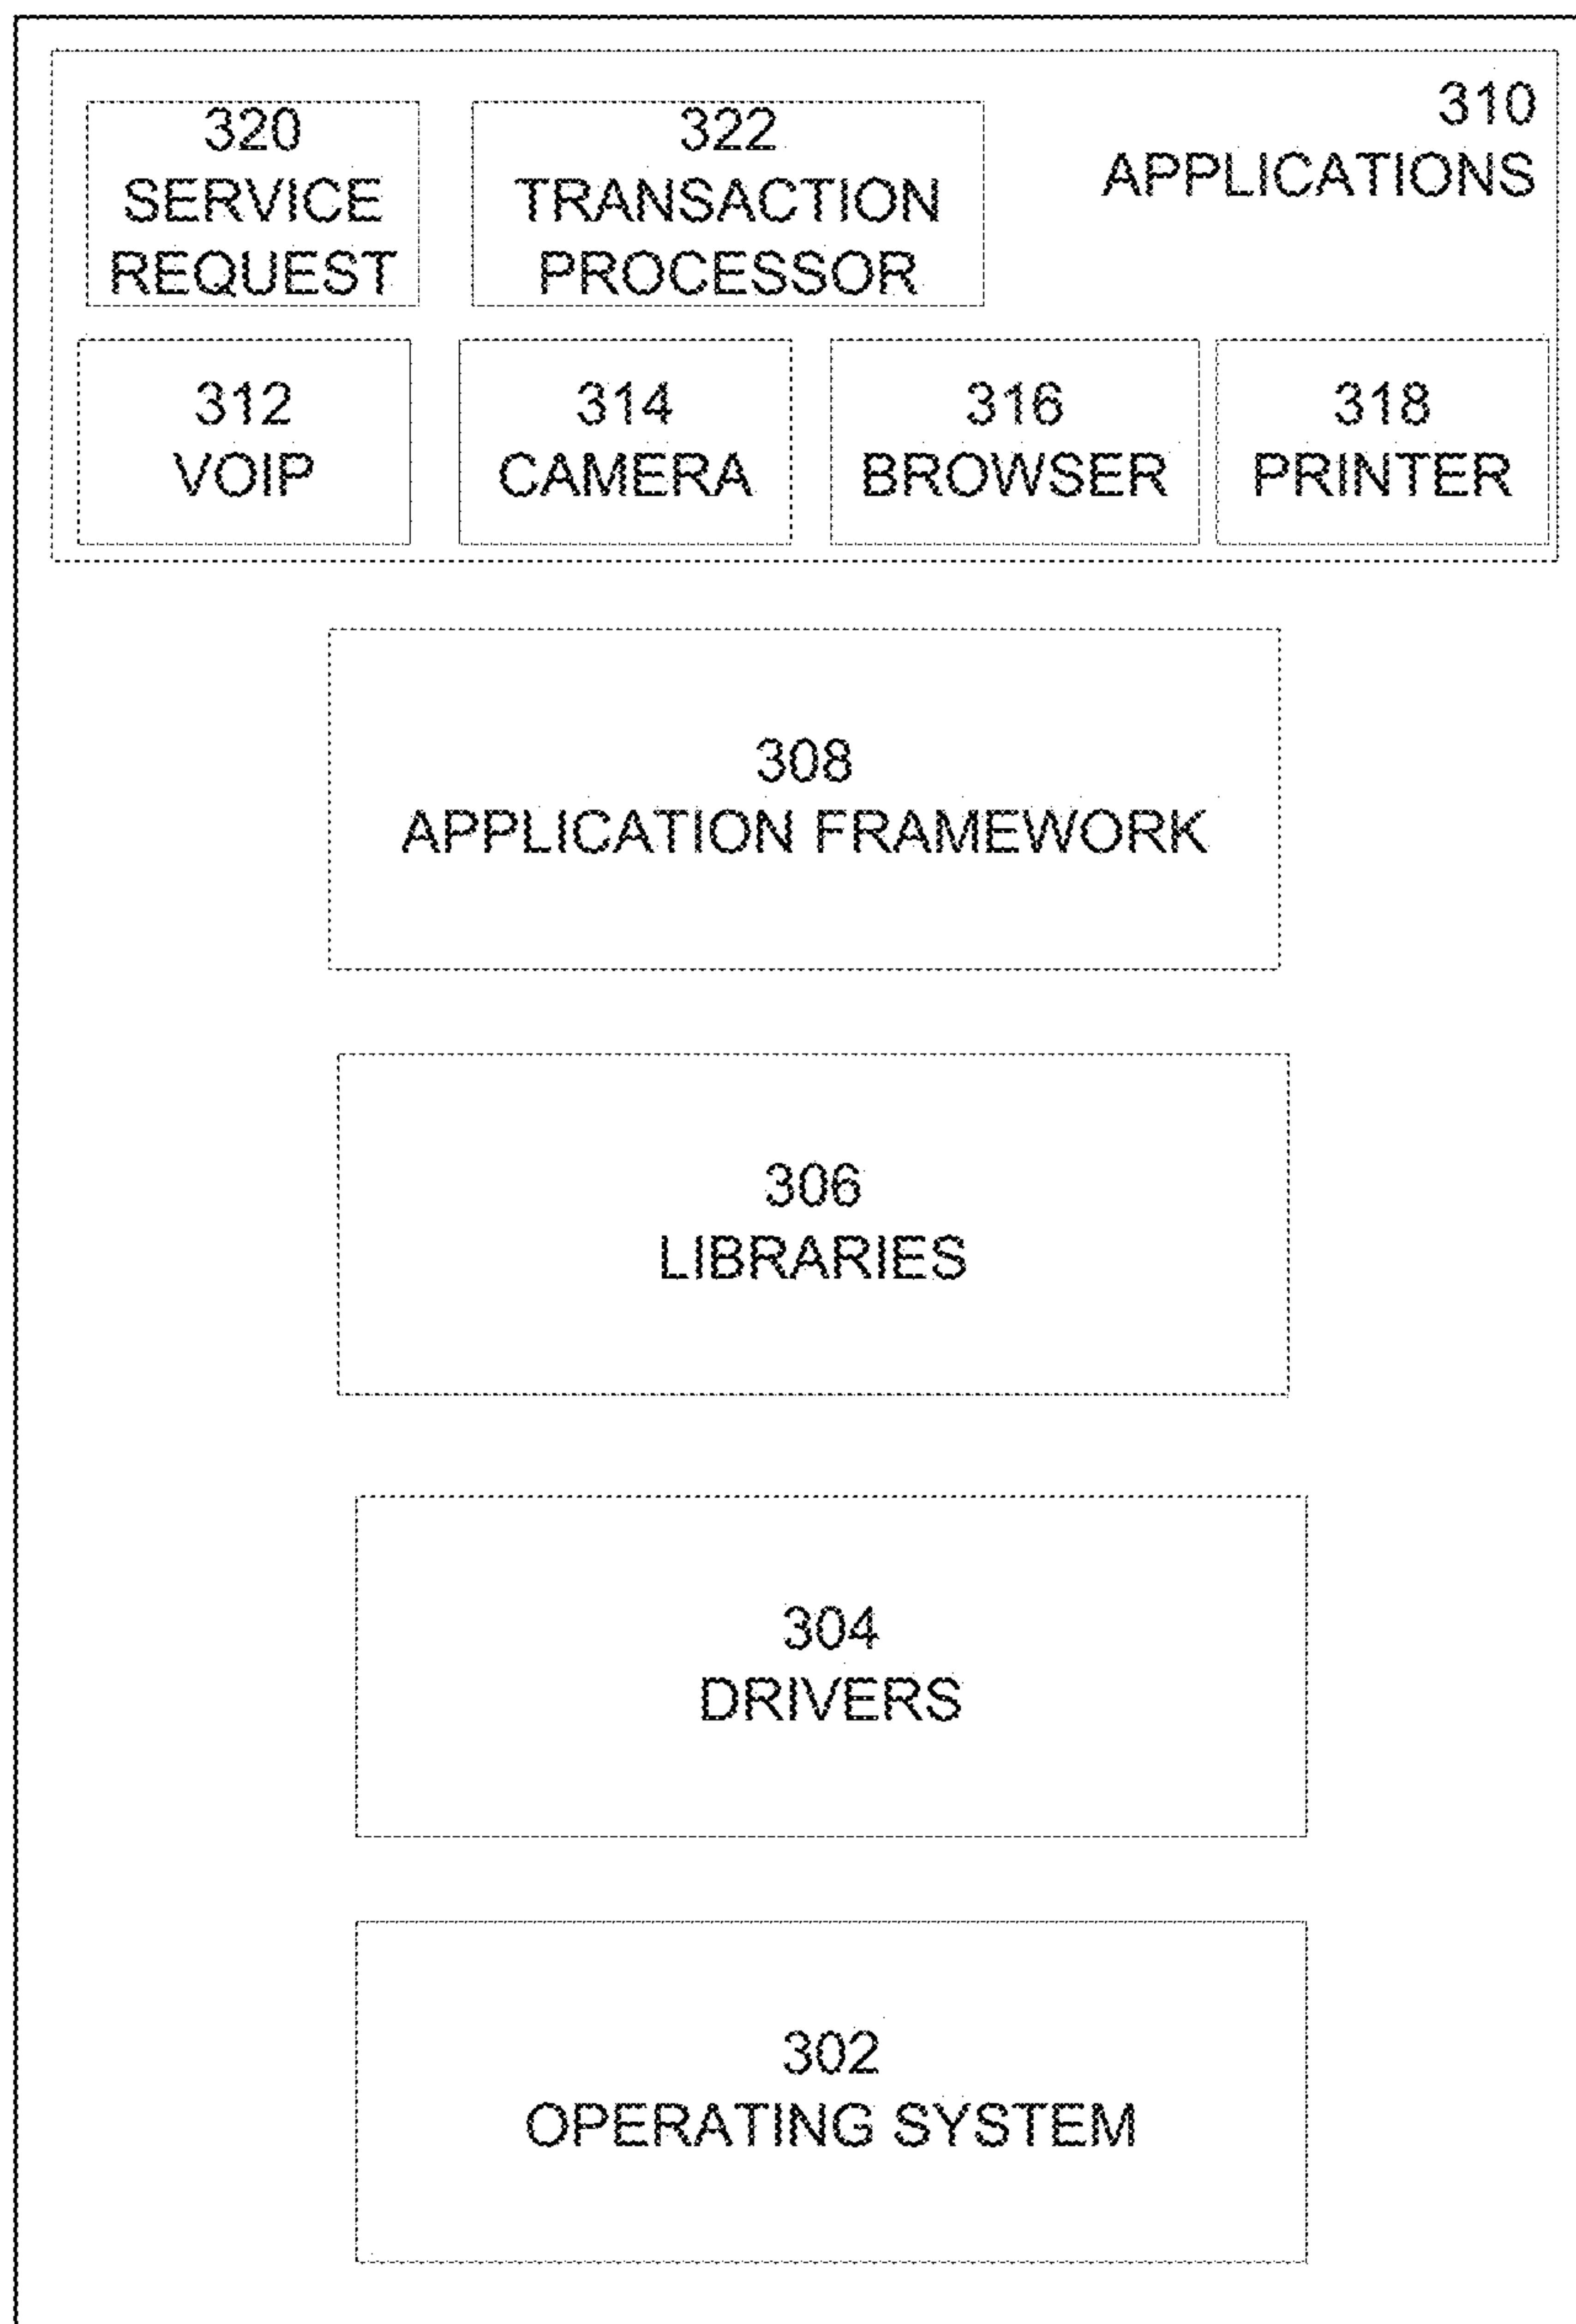 320
SERVICE
REQUEST
322
TRANSACTION
PROCESSOR
310
APPLICATIONS
312
VOIP
314
CAMERA
316
BROWSER
318
PRINTER
308
APPLICATION FRAMEWORK
306
LIBRARIES
304
DRIVERS
302
OPERATING SYSTEM